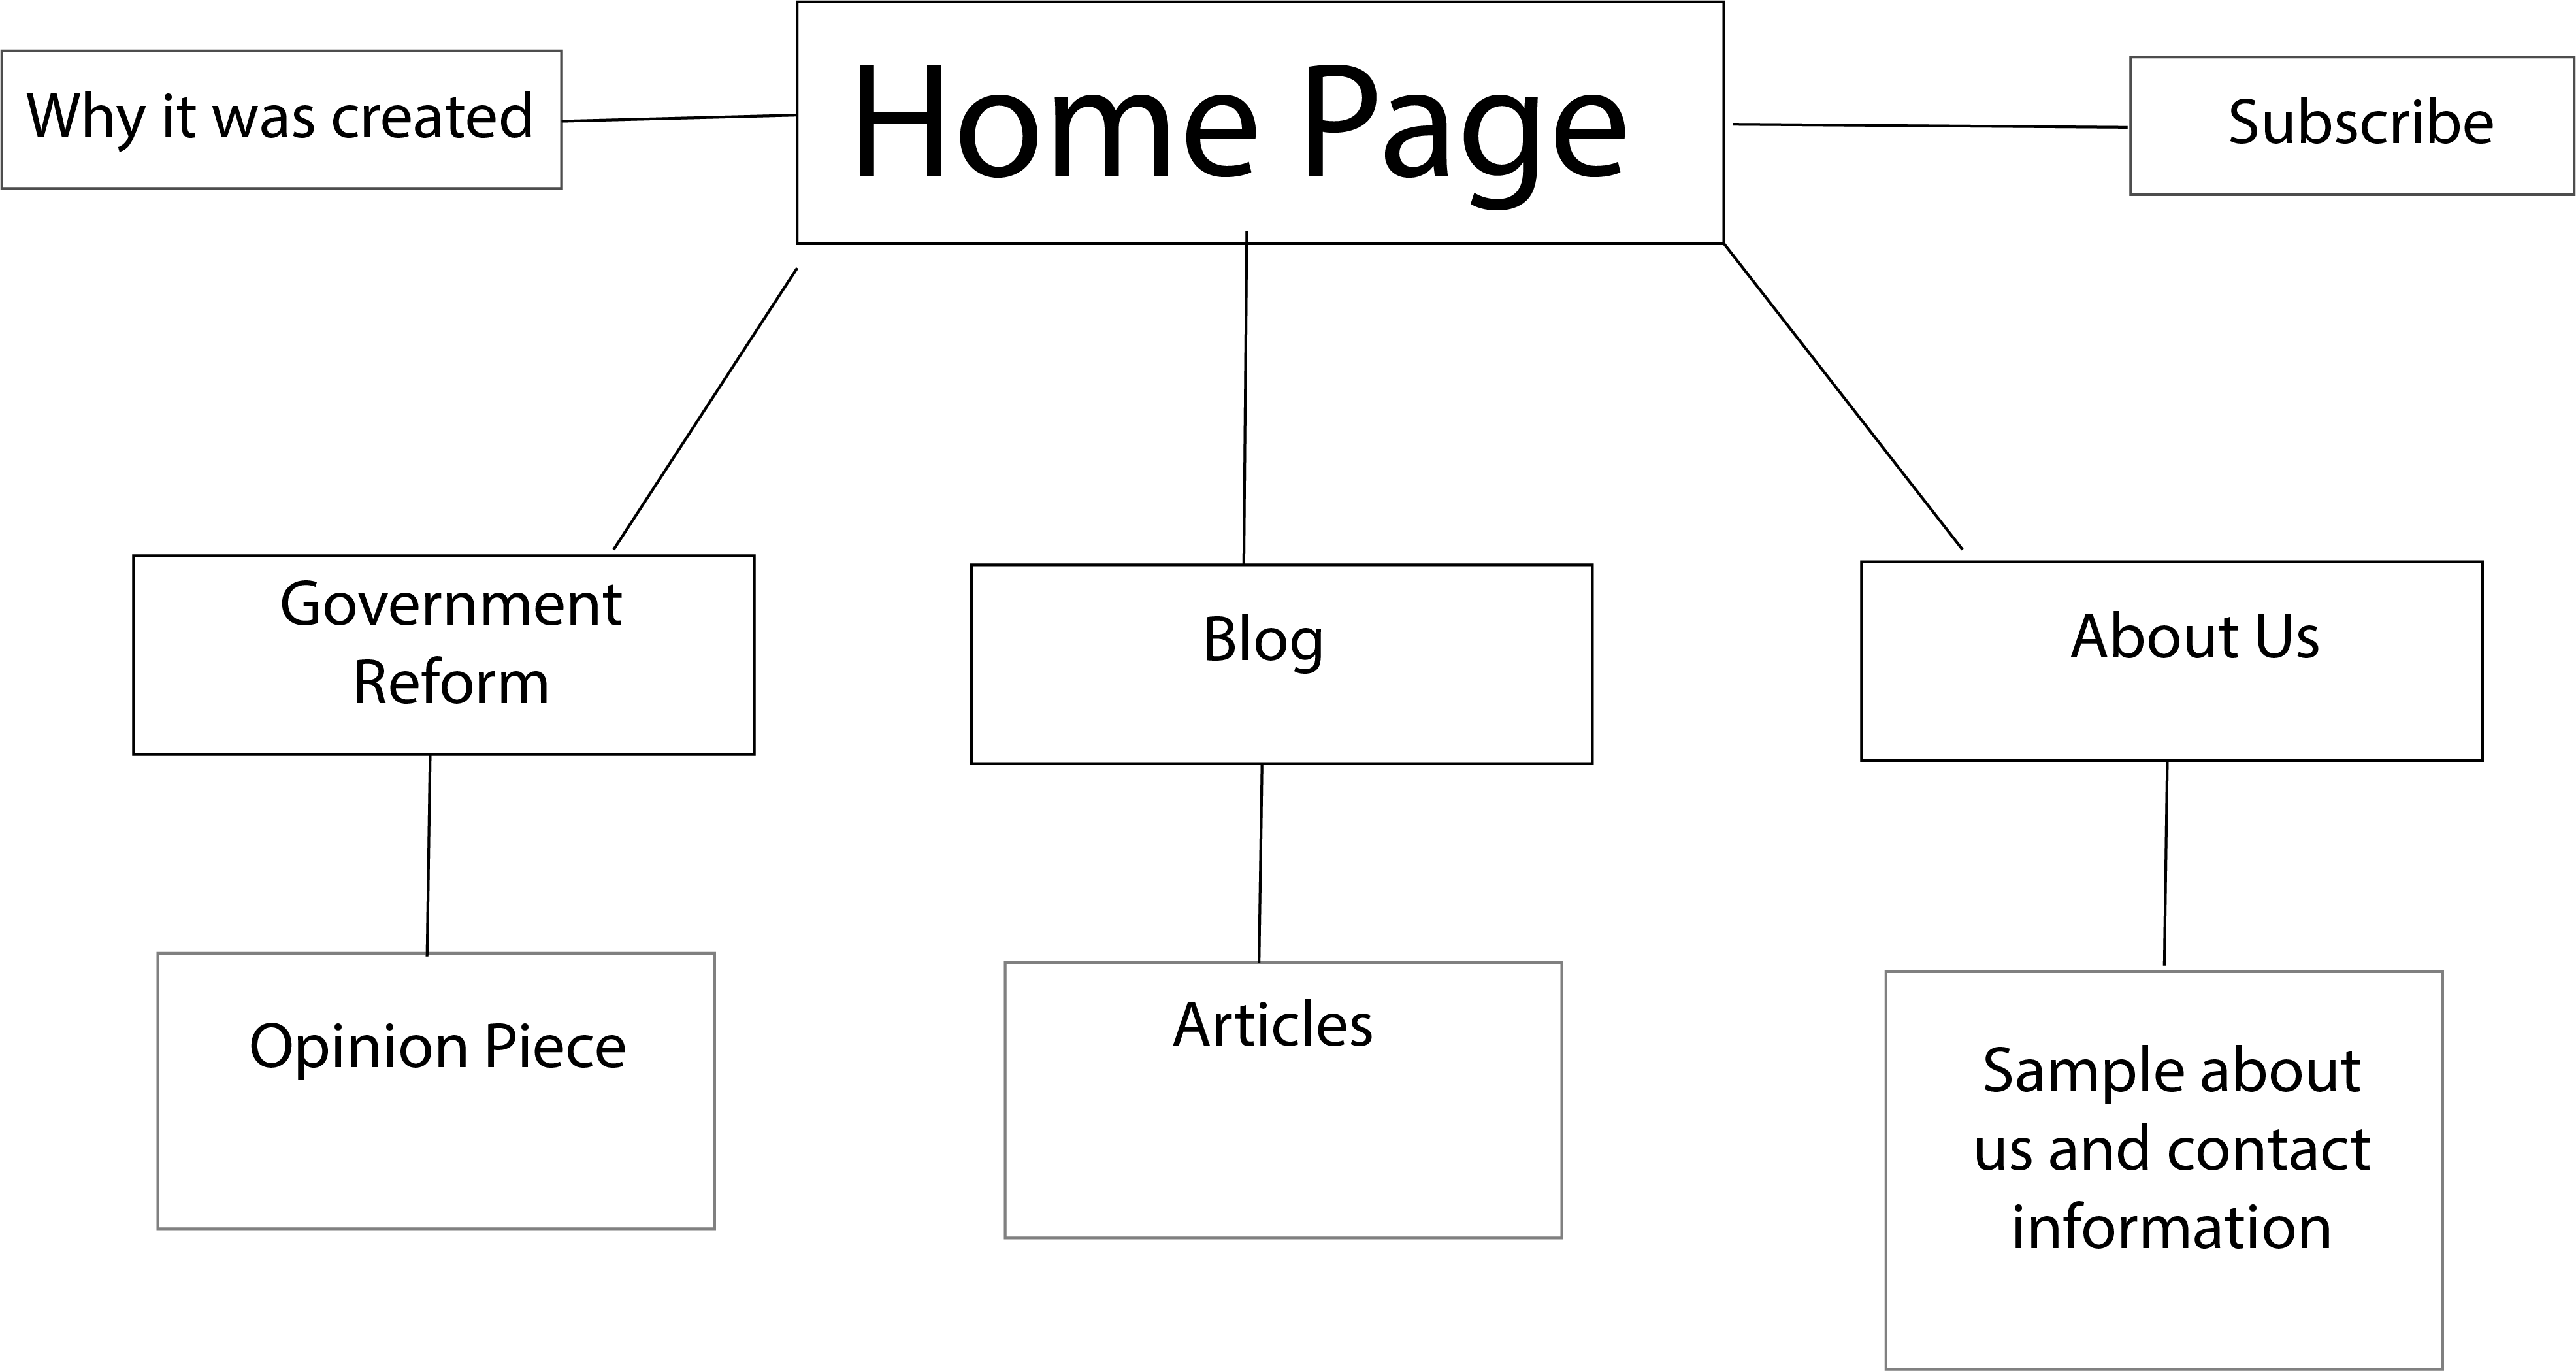 Why it was created
Home Page
Subscribe
Government
Reform
Blog
About Us
Opinion Piece
Articles
Sample about
us and contact
information